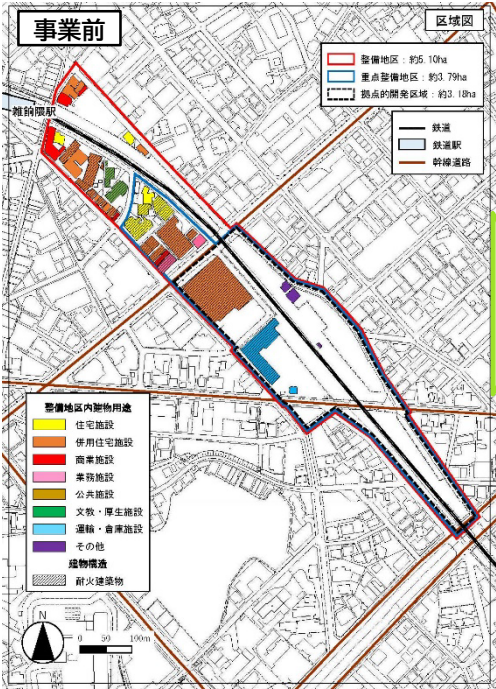 事業前
区域図
整備地区：約5.10ha
重点整備地区：約3.79ha
拠点的開発区域：約3.18ha
鉄道
鉄道駅
幹線道路
雑餉隈駅
整備地区内建物用途
住宅施設
併用住宅施設
商業施設
業務施設
公共施設
文教・厚生施設
運輸・倉庫施設
その他
建物構造
耐火建築物
N
0 50 100m